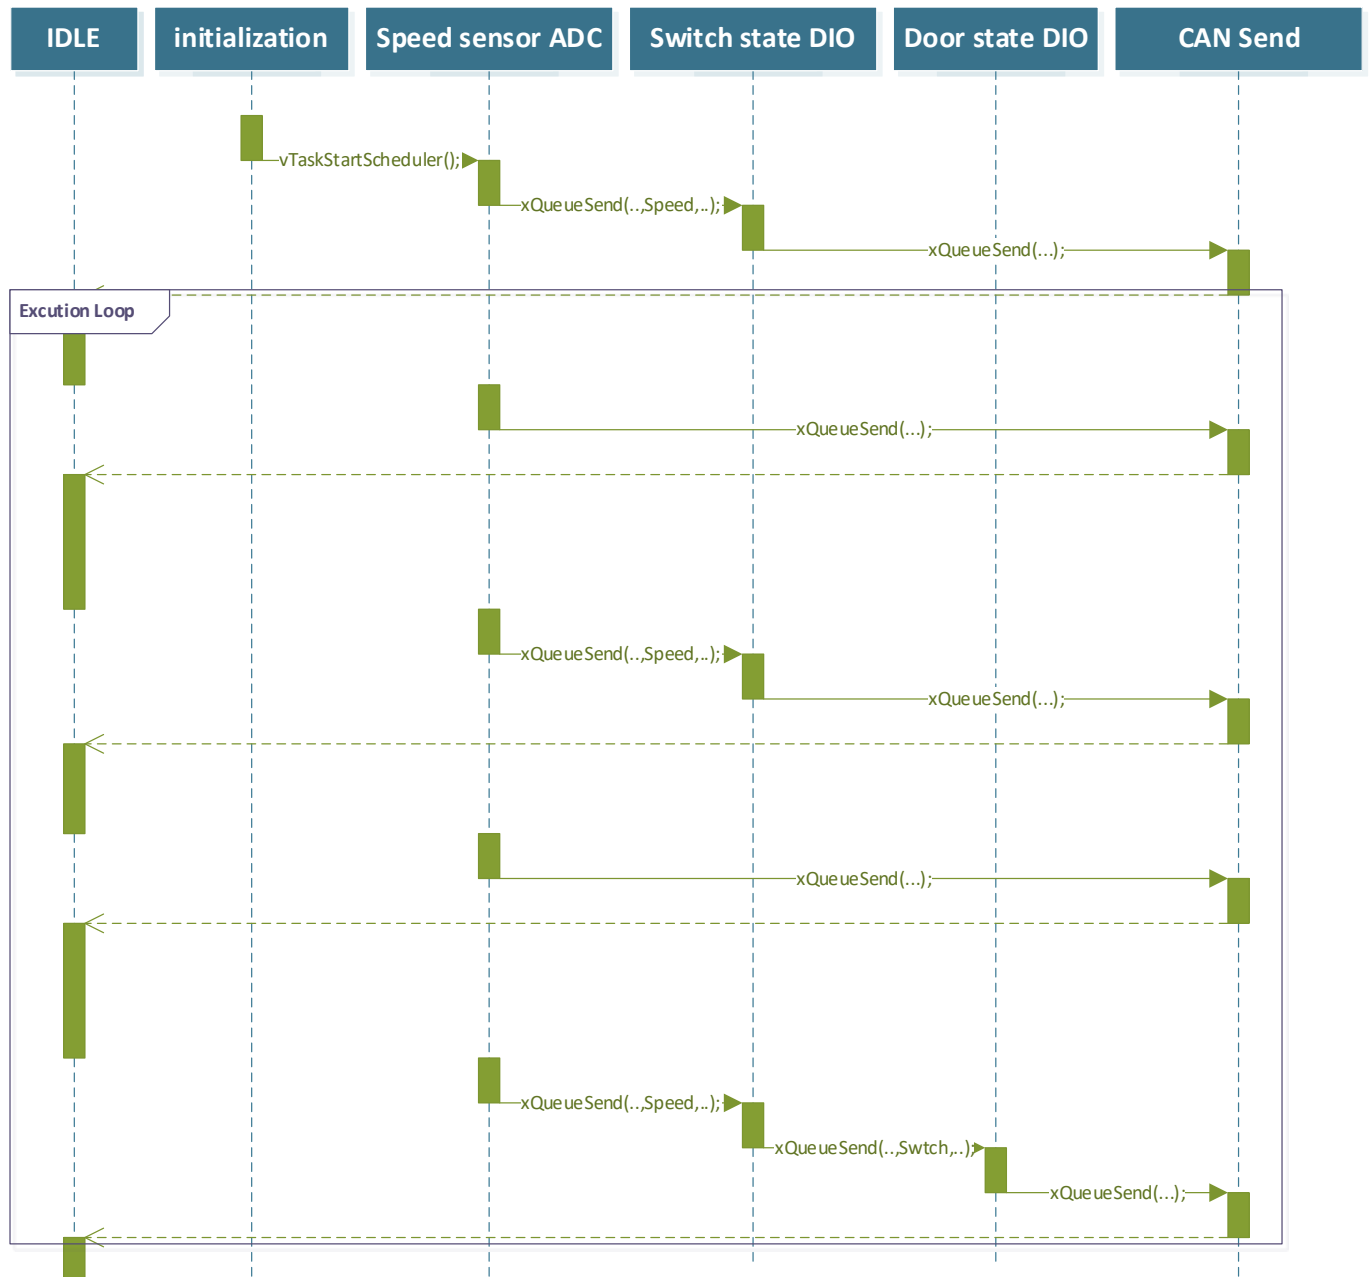 IDLE
initialization
Speed sensor ADC
Switch state DIO
Door state DIO
CAN Send
vTaskStartScheduler();
xQueueSend(..,Speed,..);
xQueueSend(...);
Excution Loop
xQueueSend(...);
xQueueSend(..,Speed,..);
xQueueSend(...);
xQueueSend(...);
xQueueSend(..,Speed,..);
xQueueSend(..,Swtch,..);
xQueueSend(...);